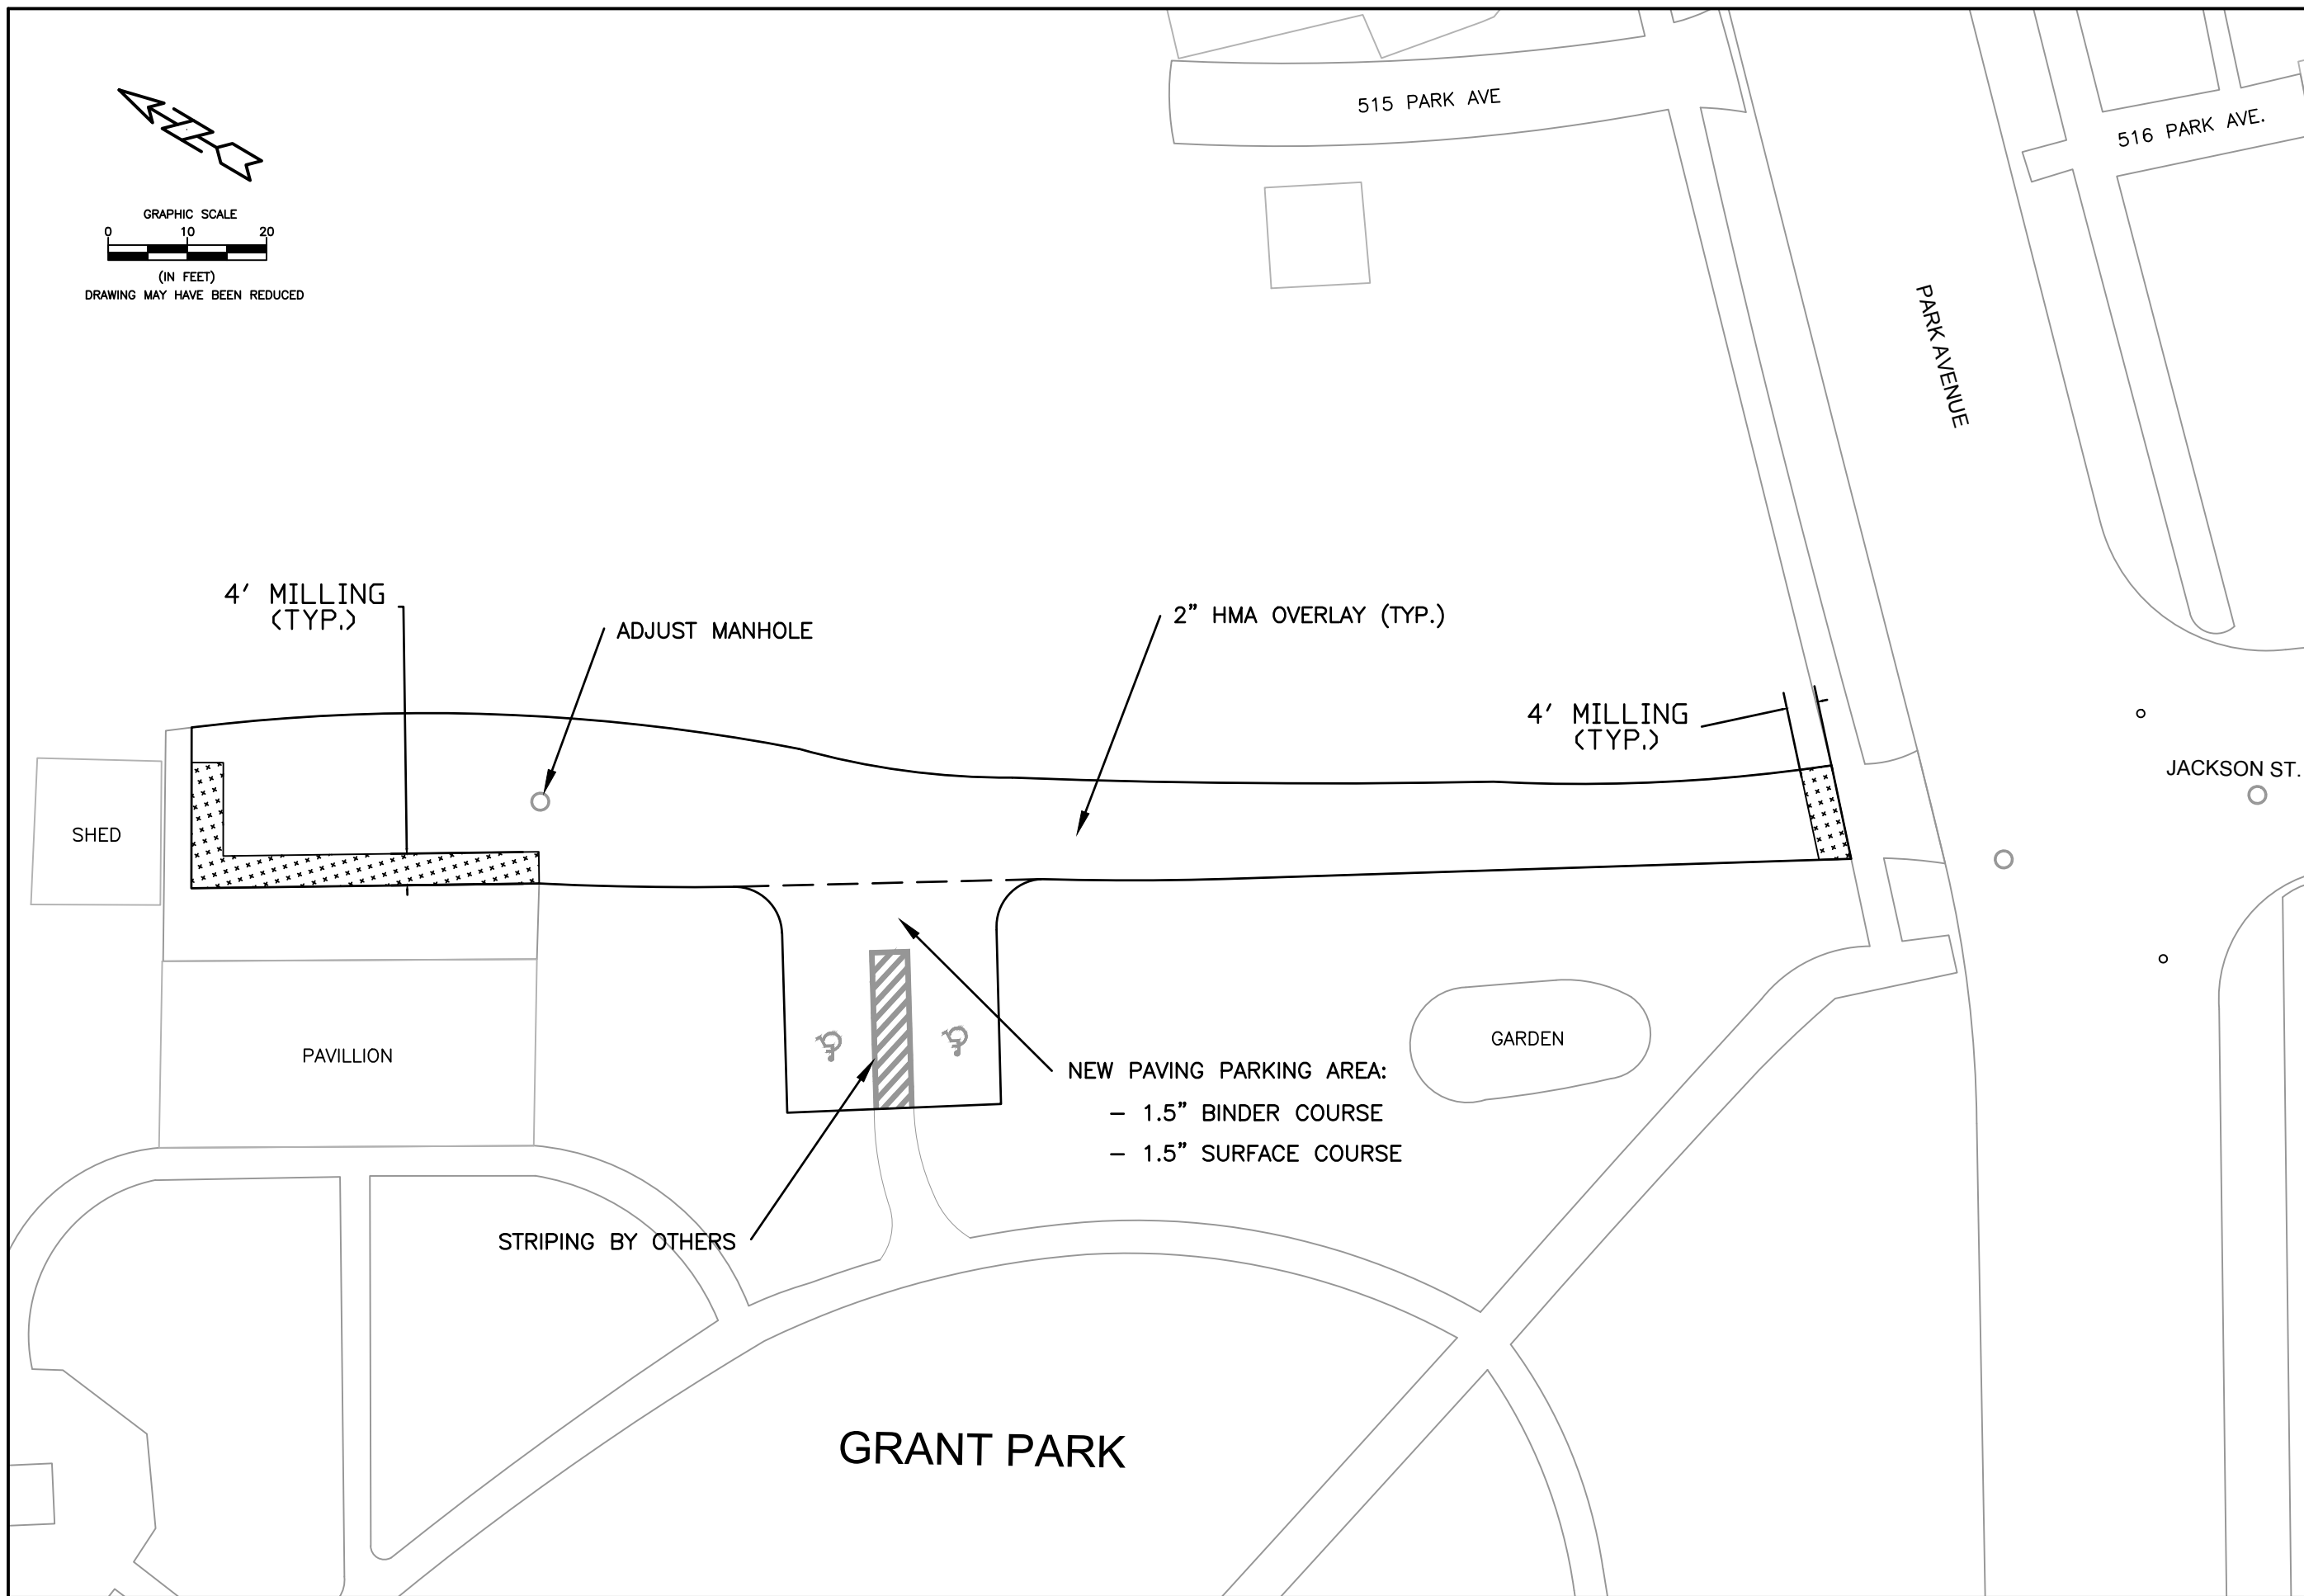 515 PARK AVE
516 PARK AVE.
GRAPHIC SCALE
0 10 20
(IN FEET)
DRAWING MAY HAVE BEEN REDUCED
PARK AVENUE
4' MILLING
(TYP.)
ADJUST MANHOLE
2" HMA OVERLAY (TYP.)
4' MILLING
(TYP.)
JACKSON ST.
SHED
PAVILLION
GARDEN
NEW PAVING PARKING AREA:
- 1.5" BINDER COURSE
- 1.5" SURFACE COURSE
STRIPING BY OTHERS
GRANT PARK